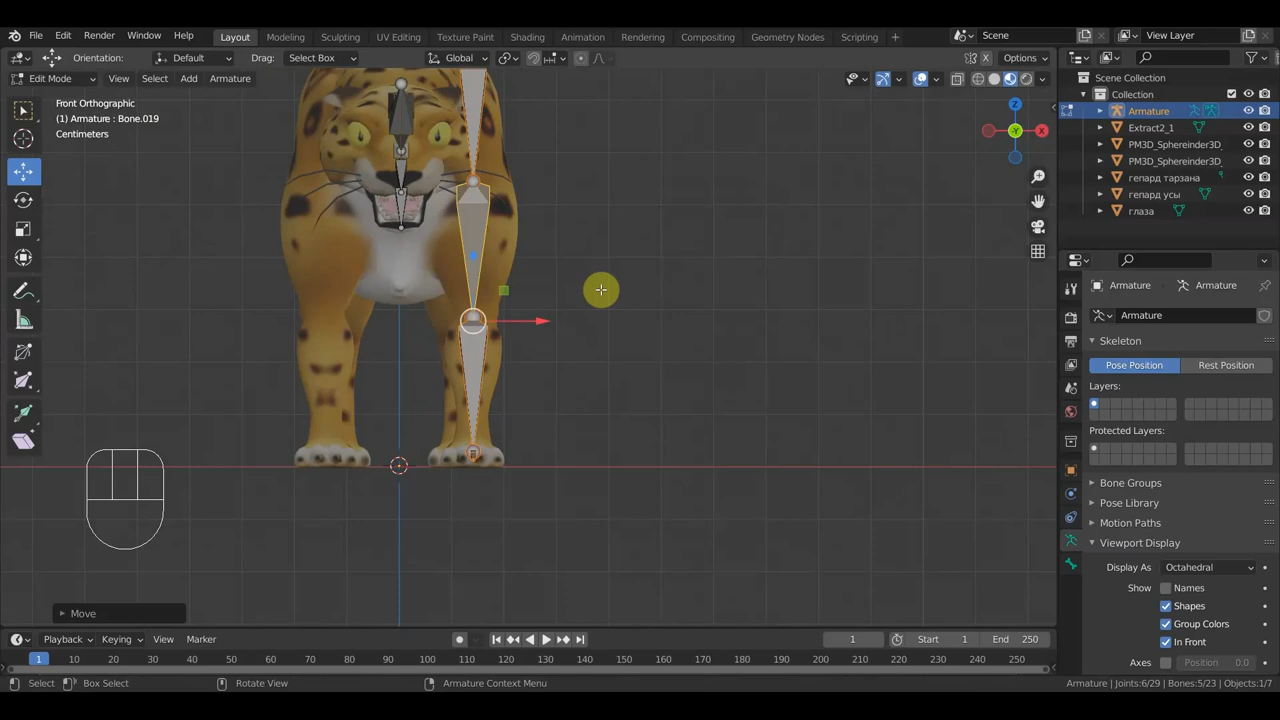 File Edit Render Window Help Layout Modeling Sculpting UV Editing Texture Paint Shading Animation Rendering Compositing Geometry Nodes Scripting + Scene View Layer
Orientation: Default Drag: Select Box Global Options
Edit Mode View Select Add Armature
Front Orthographic
(1) Armature : Bone.019
Centimeters
Z
X
-Y
Scene Collection
Collection
Armature
Extract2_1
PM3D_Sphereinder3D_
PM3D_Sphereinder3D_
гепард тарзана
гепард усы
глаза
Armature Armature
Armature
Skeleton
Pose Position Rest Position
Layers:
Protected Layers:
Bone Groups
Pose Library
Motion Paths
Viewport Display
Display As Octahedral
Show Names
Shapes
Group Colors
In Front
Axes Position 0.0
Move
Playback Keying View Marker 1 Start 1 End 250
1 10 20 30 40 50 60 70 80 90 100 110 120 130 140 150 160 170 180 190 200 210 220 230 240 250
Select Box Select Rotate View Armature Context Menu Armature | Joints:6/29 | Bones:5/23 | Objects:1/7